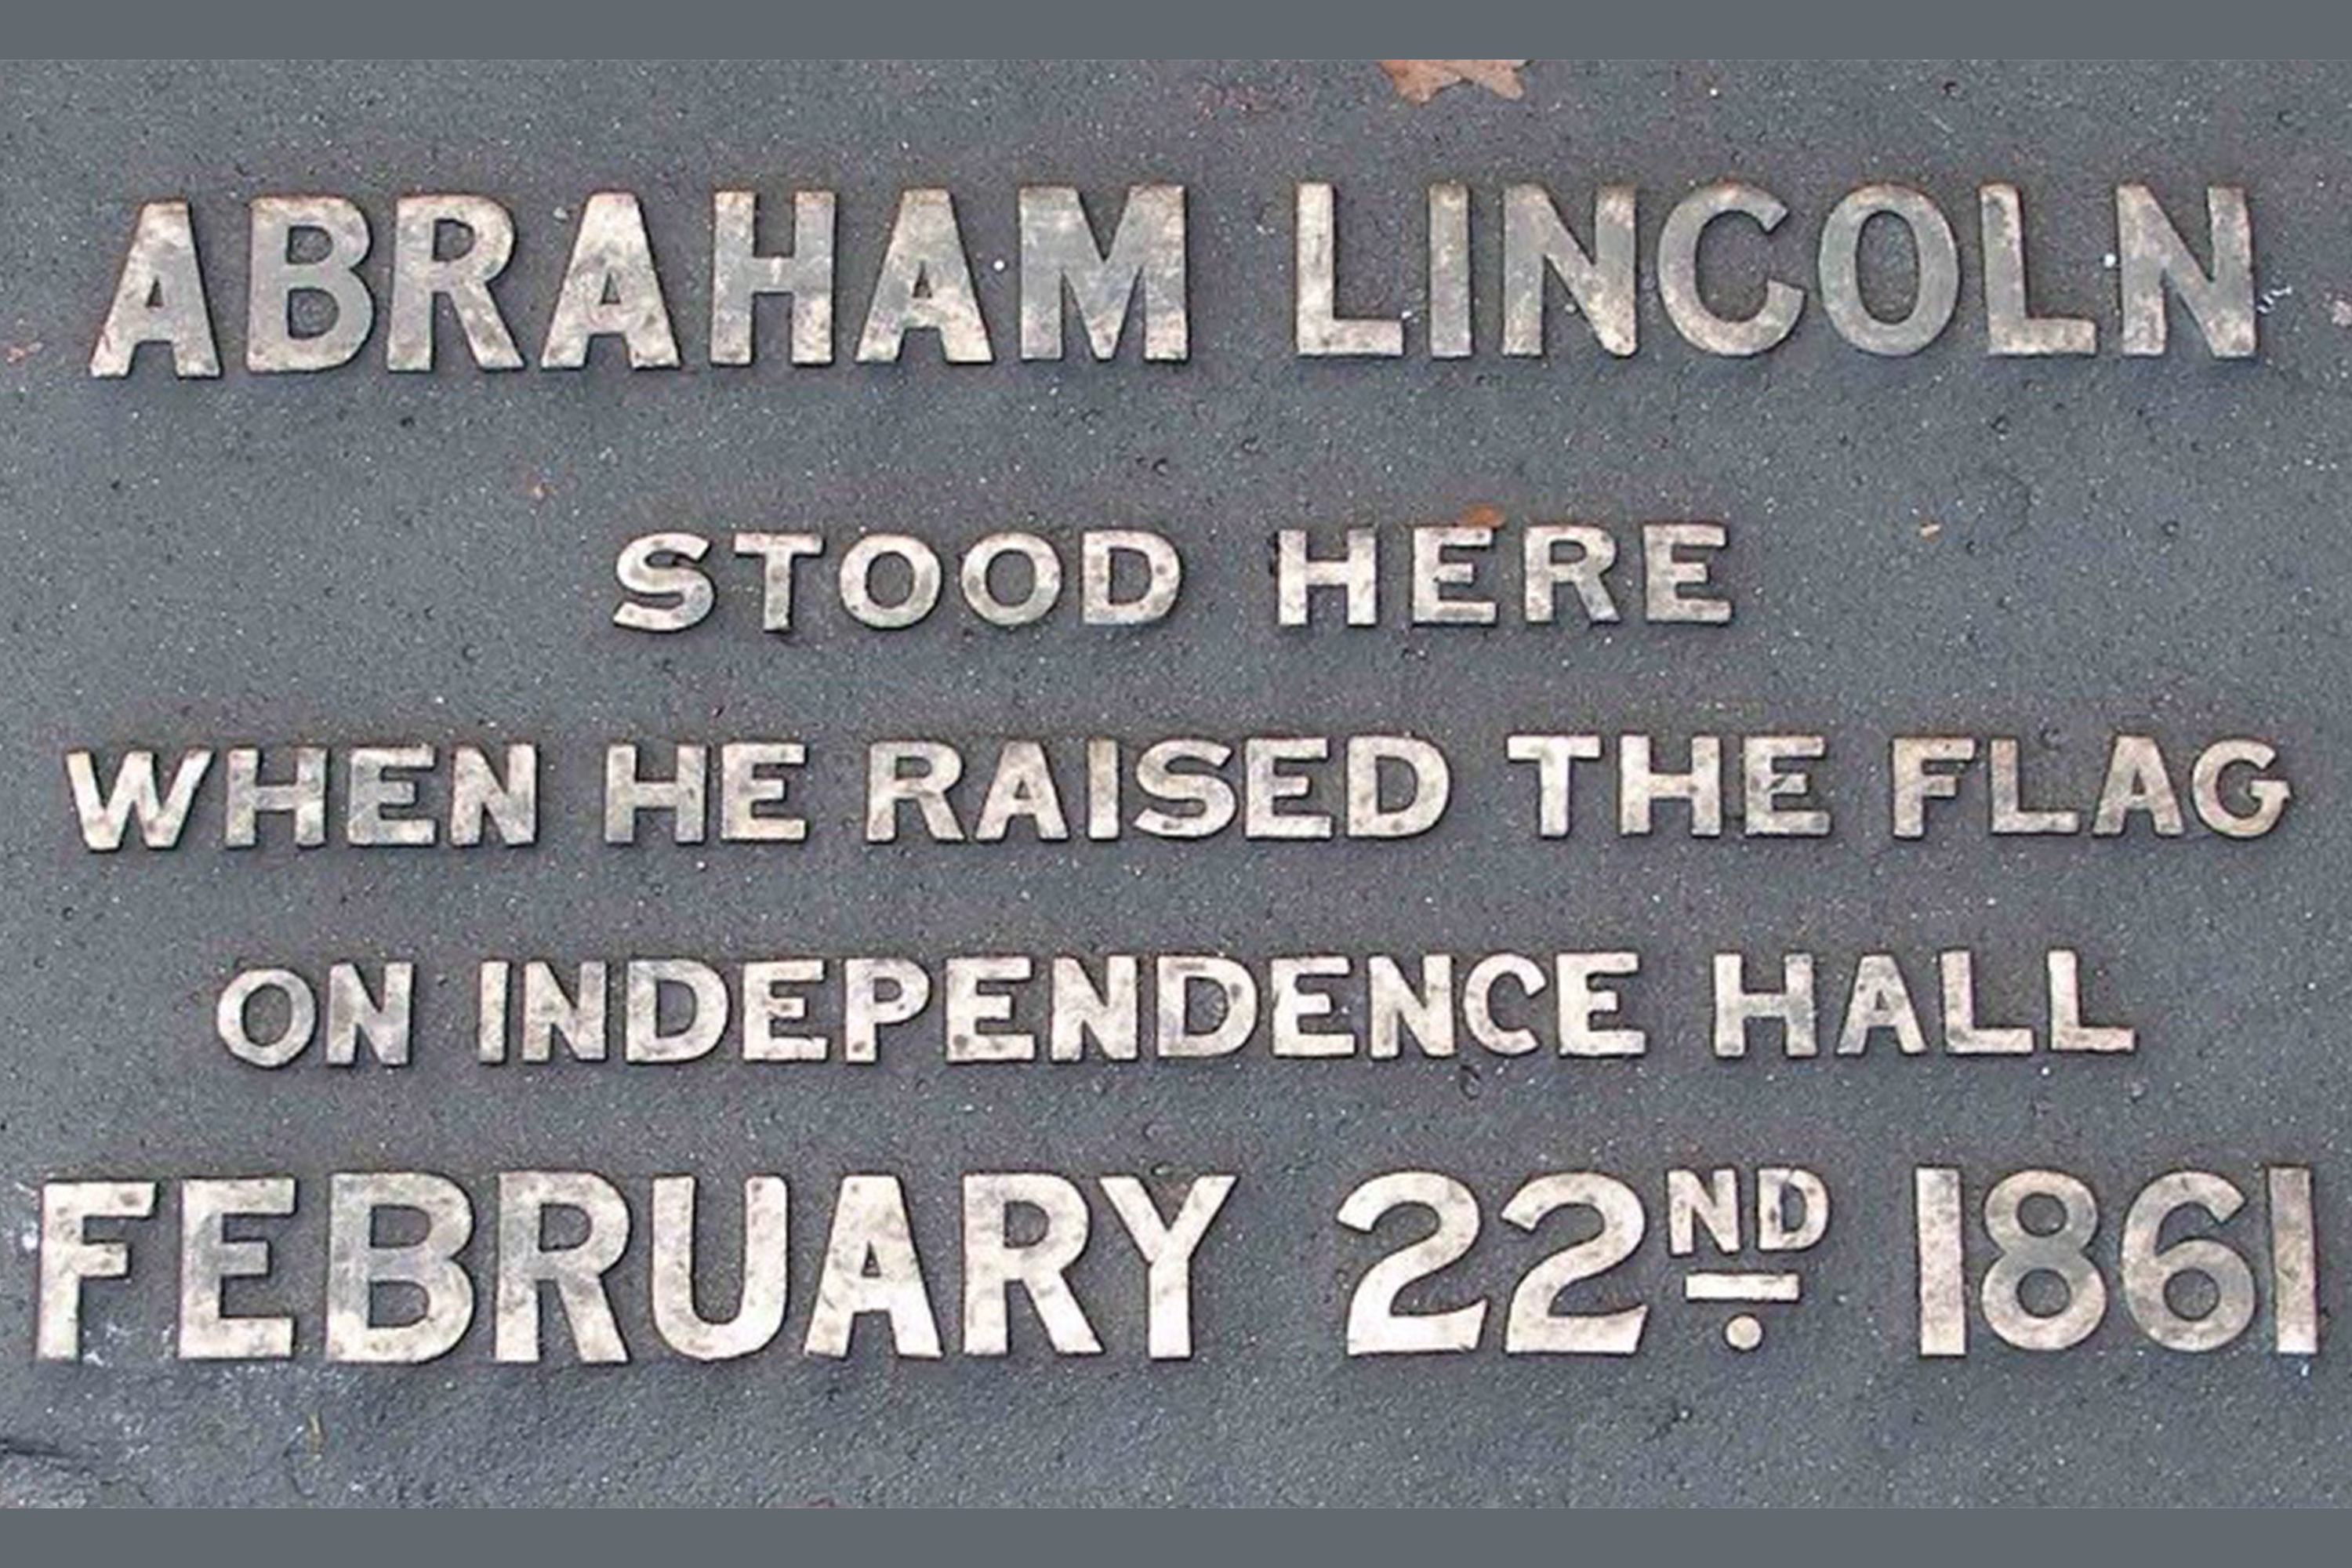 ABRAHAM LINCOLN
STOOD HERE
WHEN HE RAISED THE FLAG
ON INDEPENDENCE HALL
FEBRUARY 22ND. 1861